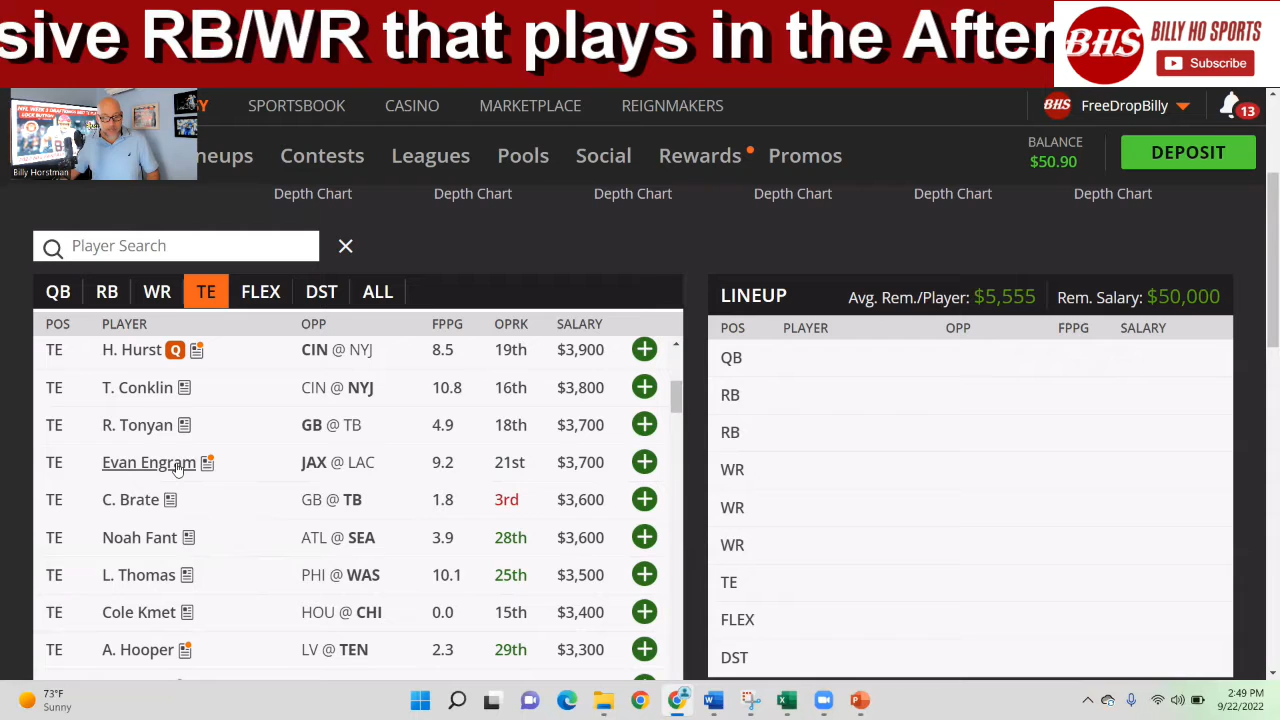 sive RB/WR that plays in the After
BHS BILLY HO SPORTS
Subscribe
SPORTSBOOK CASINO MARKETPLACE REIGNMAKERS BHS FreeDropBilly 13
neups Contests Leagues Pools Social Rewards Promos BALANCE $50.90 DEPOSIT
Billy Horstman
Depth Chart Depth Chart Depth Chart Depth Chart Depth Chart Depth Chart
Player Search
QB RB WR TE FLEX DST ALL
POS PLAYER OPP FPPG OPRK SALARY
TE H. Hurst Q CIN @ NYJ 8.5 19th $3,900
TE T. Conklin CIN @ NYJ 10.8 16th $3,800
TE R. Tonyan GB @ TB 4.9 18th $3,700
TE Evan Engram JAX @ LAC 9.2 21st $3,700
TE C. Brate GB @ TB 1.8 3rd $3,600
TE Noah Fant ATL @ SEA 3.9 28th $3,600
TE L. Thomas PHI @ WAS 10.1 25th $3,500
TE Cole Kmet HOU @ CHI 0.0 15th $3,400
TE A. Hooper LV @ TEN 2.3 29th $3,300
LINEUP Avg. Rem./Player: $5,555 Rem. Salary: $50,000
POS PLAYER OPP FPPG SALARY
QB
RB
RB
WR
WR
WR
TE
FLEX
DST
73°F
Sunny
2:49 PM
9/22/2022